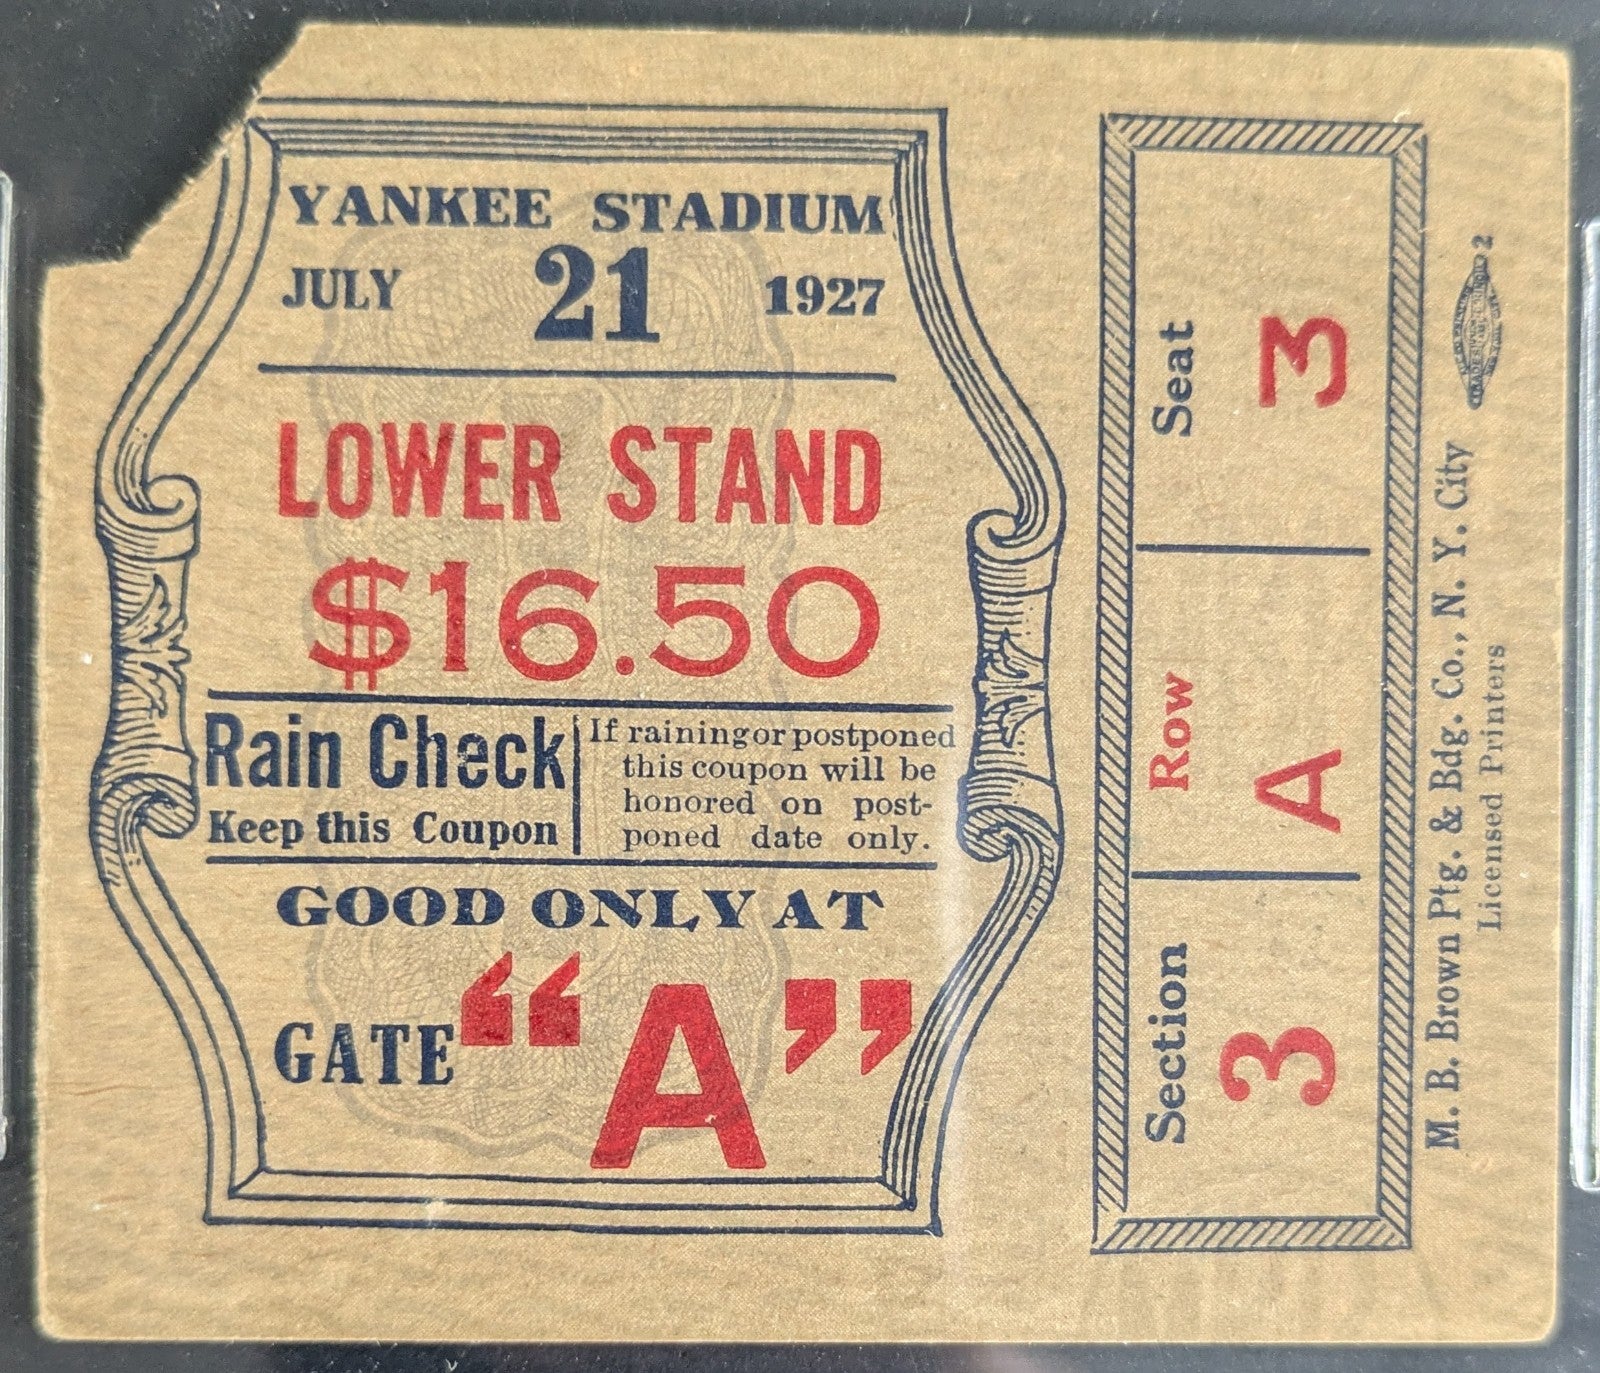 YANKEE STADIUM
JULY 21 1927
LOWER STAND
$16.50
Rain Check
Keep this Coupon
If raining or postponed
this coupon will be
honored on post-
poned date only.
GOOD ONLY AT
GATE “A”
Section 3
Row A
Seat 3
M. B. Brown Ptg. & Bdg. Co., N. Y. City
Licensed Printers
2